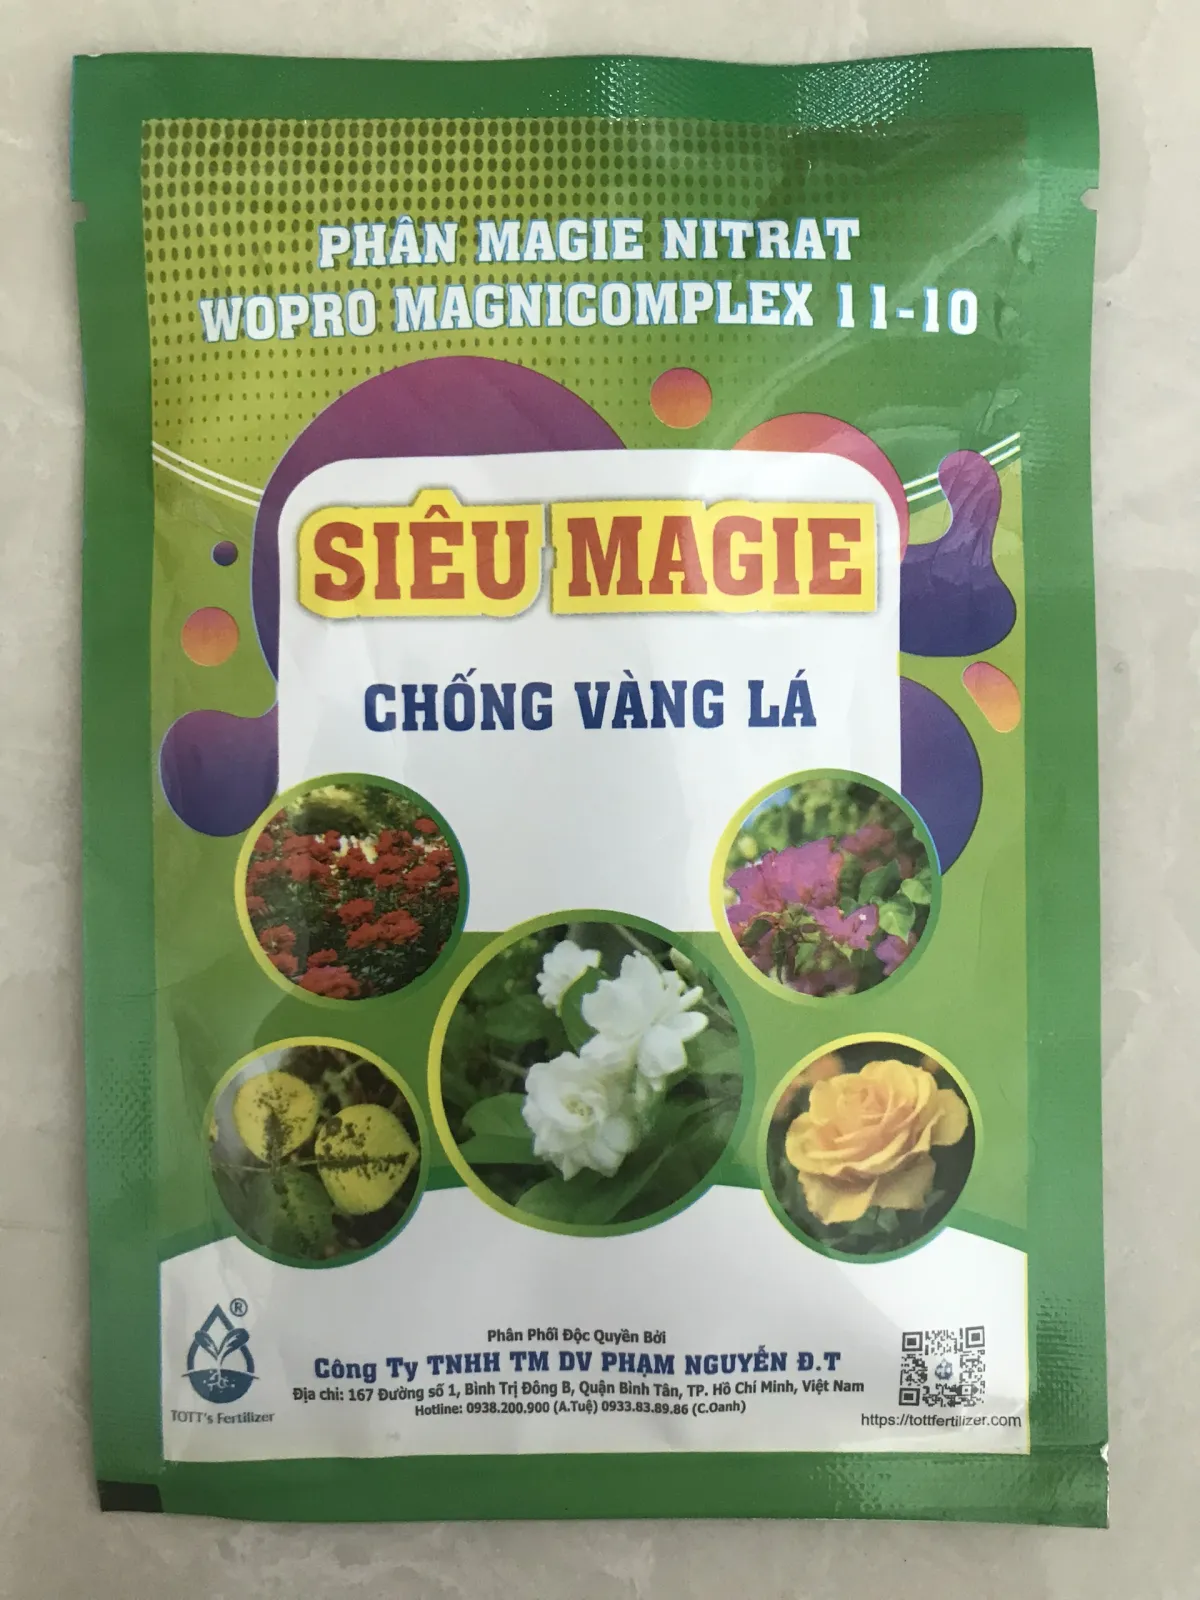 PHÂN MAGIE NITRAT
WOPRO MAGNICOMPLEX 11-10
SIÊU MAGIE
CHỐNG VÀNG LÁ
®
TOTT's Fertilizer
Phân Phối Độc Quyền Bởi
Công Ty TNHH TM DV PHẠM NGUYỄN Đ.T
Địa chỉ: 167 Đường số 1, Bình Trị Đông B, Quận Bình Tân, TP. Hồ Chí Minh, Việt Nam
Hotline: 0938.200.900 (A.Tuệ) 0933.83.89.86 (C.Oanh)
https://tottfertilizer.com